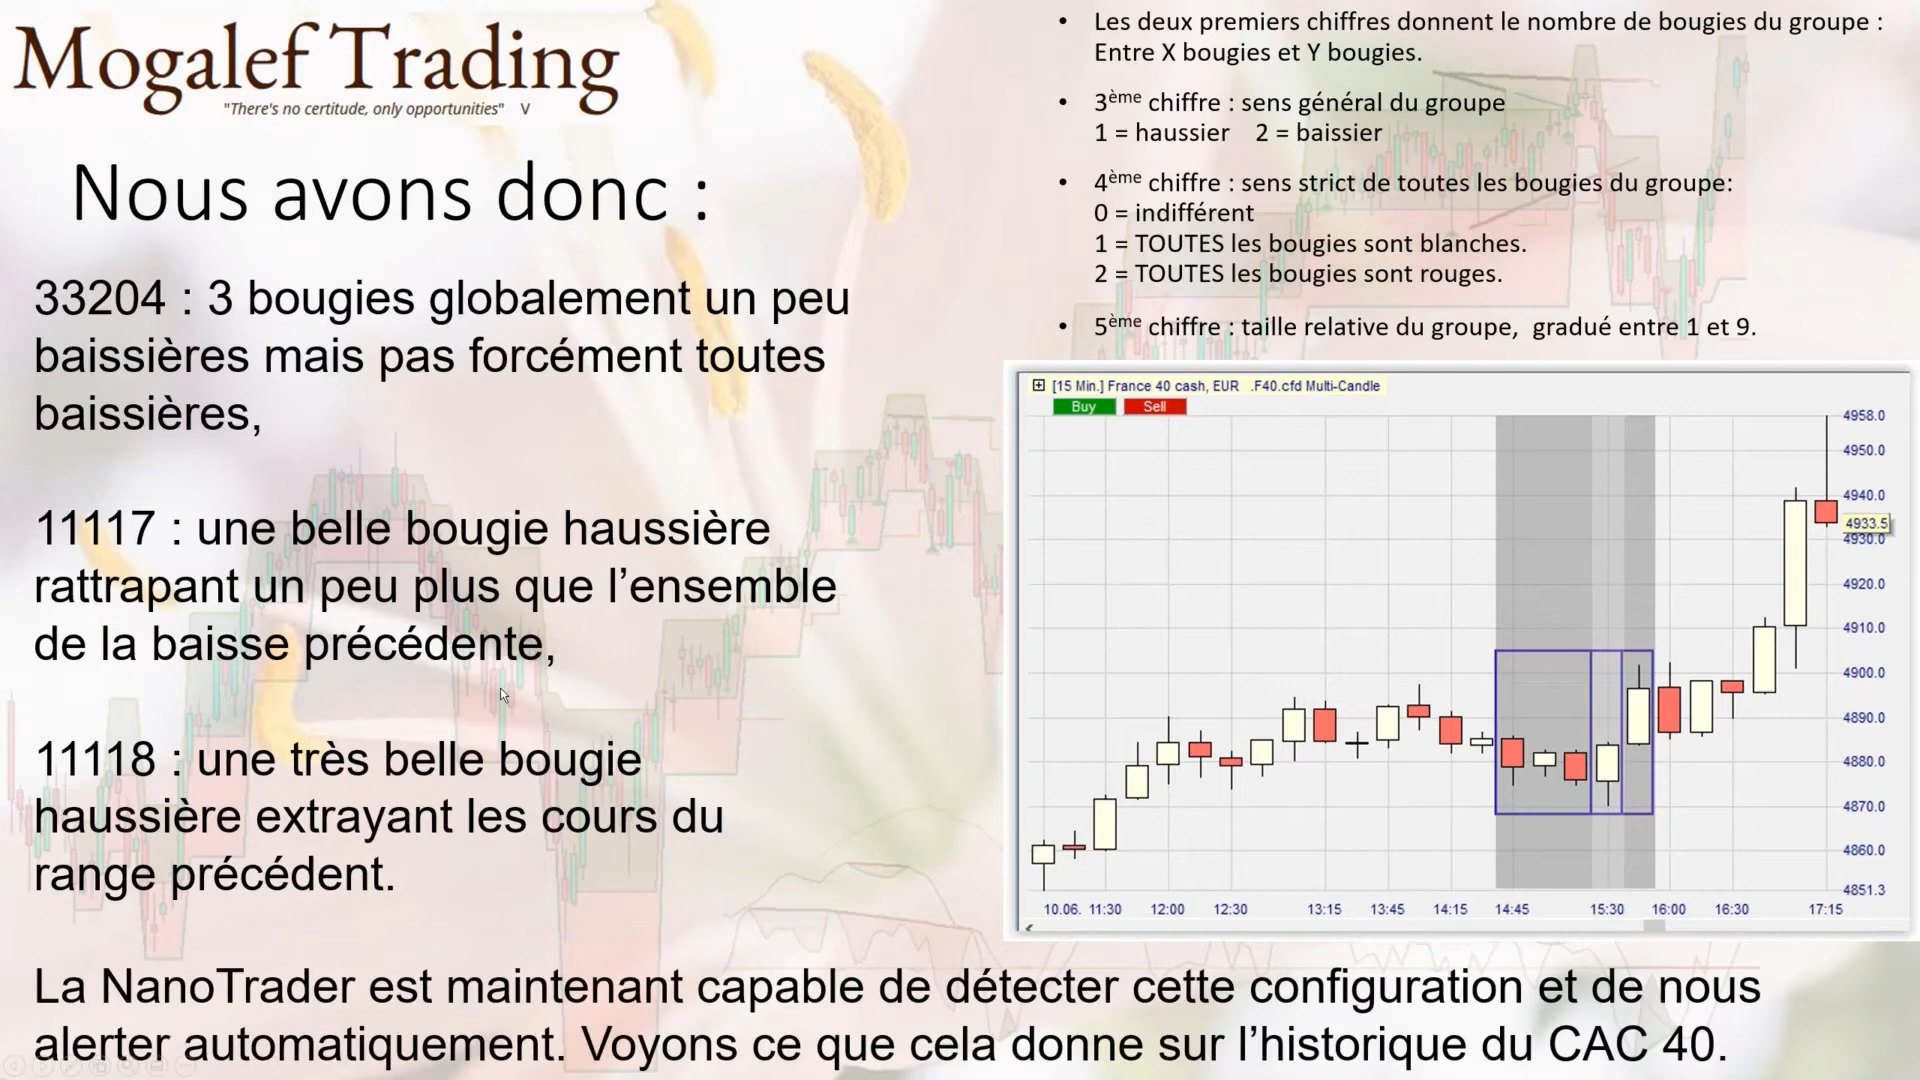 Mogalef Trading
"There's no certitude, only opportunities" V
Nous avons donc :
33204 : 3 bougies globalement un peu
baissières mais pas forcément toutes
baissières,
11117 : une belle bougie haussière
rattrapant un peu plus que l’ensemble
de la baisse précédente,
11118 : une très belle bougie
haussière extrayant les cours du
range précédent.
• Les deux premiers chiffres donnent le nombre de bougies du groupe :
Entre X bougies et Y bougies.
• 3ème chiffre : sens général du groupe
1 = haussier 2 = baissier
• 4ème chiffre : sens strict de toutes les bougies du groupe:
0 = indifférent
1 = TOUTES les bougies sont blanches.
2 = TOUTES les bougies sont rouges.
• 5ème chiffre : taille relative du groupe, gradué entre 1 et 9.
[15 Min.] France 40 cash, EUR .F40.cfd Multi-Candle
Buy Sell
4958.0
4950.0
4940.0
4933.5
4930.0
4920.0
4910.0
4900.0
4890.0
4880.0
4870.0
4860.0
4851.3
10.06. 11:30 12:00 12:30 13:15 13:45 14:15 14:45 15:30 16:00 16:30 17:15
La NanoTrader est maintenant capable de détecter cette configuration et de nous
alerter automatiquement. Voyons ce que cela donne sur l’historique du CAC 40.